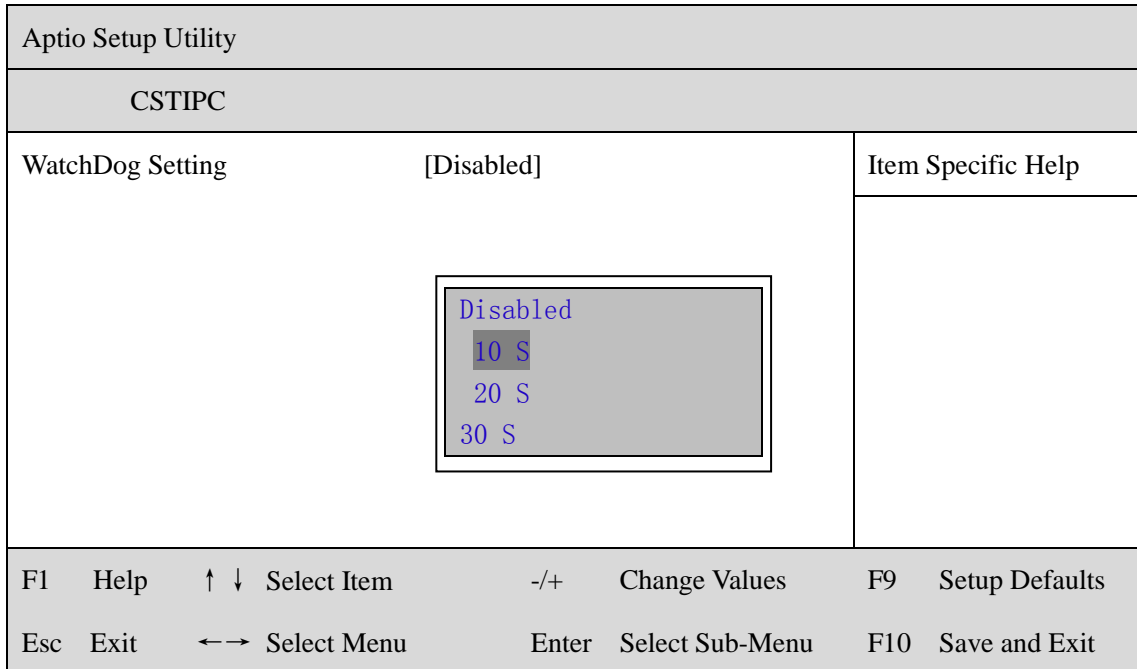 Aptio Setup Utility
CSTIPC
WatchDog Setting [Disabled] Item Specific Help
Disabled
10 S
20 S
30 S
F1 Help ↑ ↓ Select Item -/+ Change Values F9 Setup Defaults
Esc Exit ←→ Select Menu Enter Select Sub-Menu F10 Save and Exit